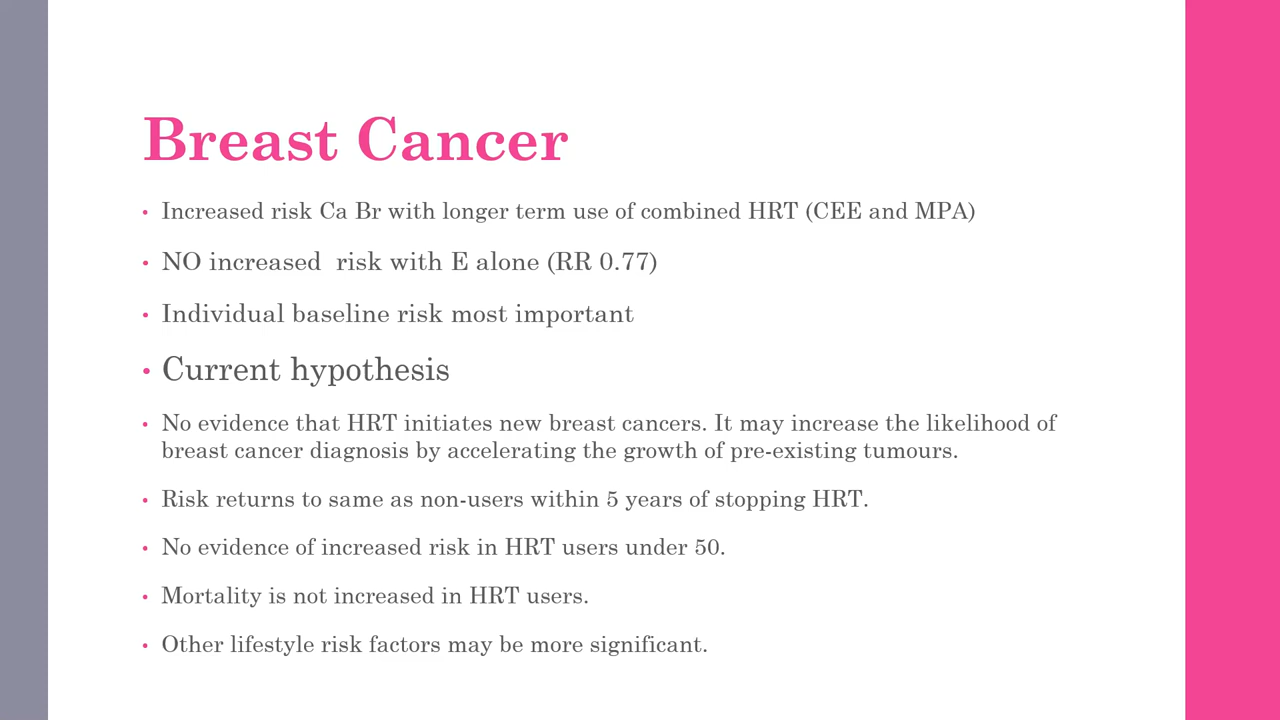 Breast Cancer
• Increased risk Ca Br with longer term use of combined HRT (CEE and MPA)
• NO increased  risk with E alone (RR 0.77)
• Individual baseline risk most important
• Current hypothesis
• No evidence that HRT initiates new breast cancers. It may increase the likelihood of
breast cancer diagnosis by accelerating the growth of pre-existing tumours.
• Risk returns to same as non-users within 5 years of stopping HRT.
• No evidence of increased risk in HRT users under 50.
• Mortality is not increased in HRT users.
• Other lifestyle risk factors may be more significant.